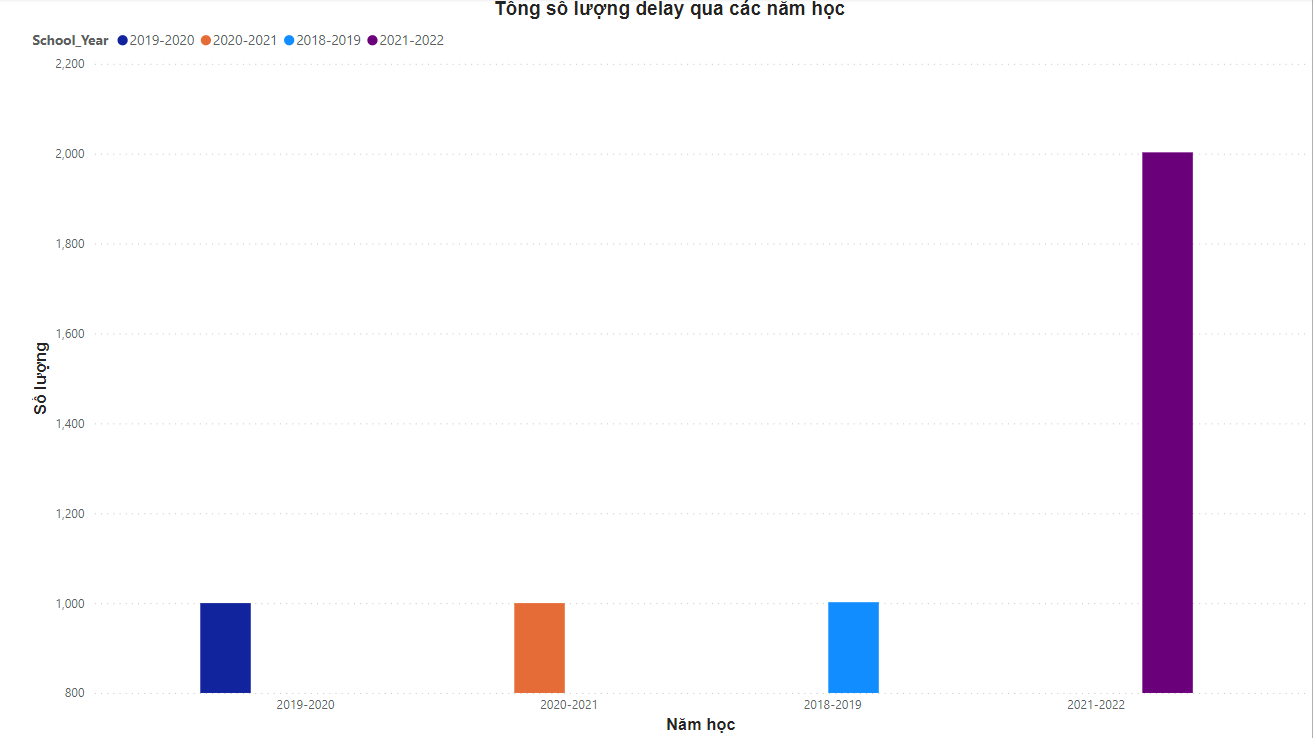 Tổng số lượng delay qua các năm học
School_Year 2019-2020 2020-2021 2018-2019 2021-2022
2,200
2,000
1,800
1,600
1,400
1,200
1,000
800
Số lượng
2019-2020 2020-2021 2018-2019 2021-2022
Năm học